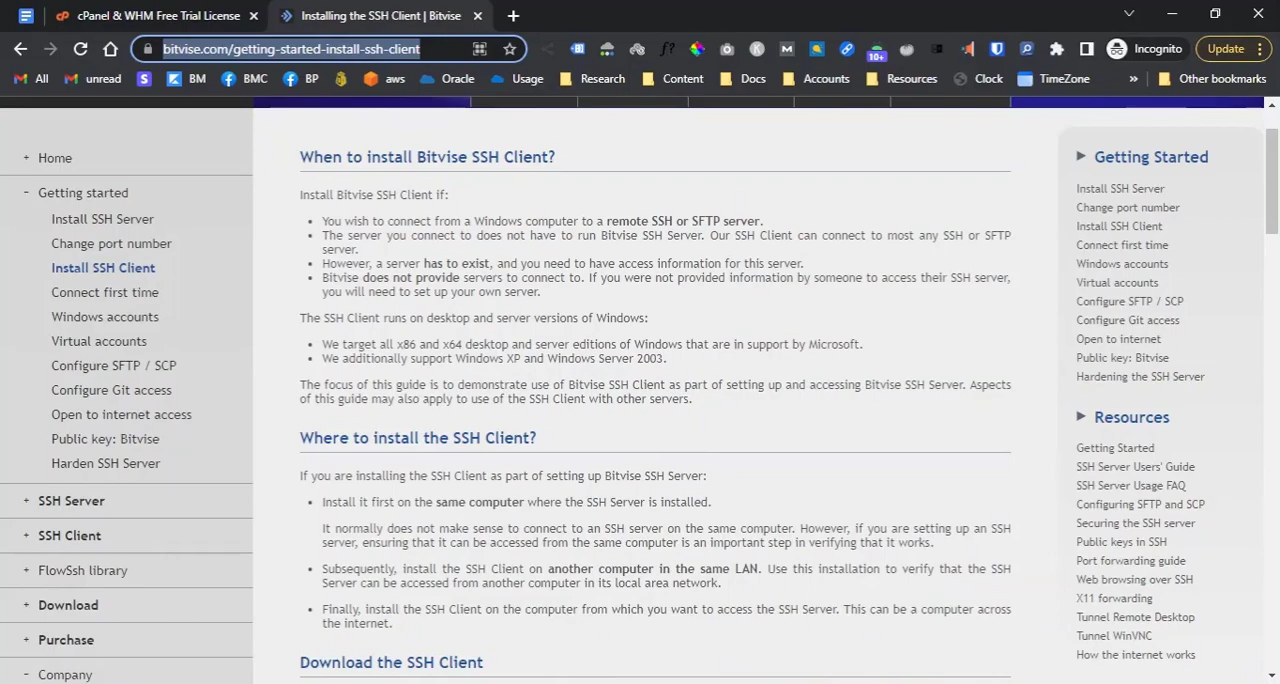 cPanel & WHM Free Trial License
Installing the SSH Client | Bitvise
bitvise.com/getting-started-install-ssh-client
10+
Incognito
Update
All
unread
BM
BMC
BP
aws
Oracle
Usage
Research
Content
Docs
Accounts
Resources
Clock
TimeZone
»
Other bookmarks
+ Home
- Getting started
Install SSH Server
Change port number
Install SSH Client
Connect first time
Windows accounts
Virtual accounts
Configure SFTP / SCP
Configure Git access
Open to internet access
Public key: Bitvise
Harden SSH Server
+ SSH Server
+ SSH Client
+ FlowSsh library
+ Download
+ Purchase
- Company
When to install Bitvise SSH Client?
Install Bitvise SSH Client if:
• You wish to connect from a Windows computer to a remote SSH or SFTP server.
• The server you connect to does not have to run Bitvise SSH Server. Our SSH Client can connect to most any SSH or SFTP
server.
• However, a server has to exist, and you need to have access information for this server.
• Bitvise does not provide servers to connect to. If you were not provided information by someone to access their SSH server,
you will need to set up your own server.
The SSH Client runs on desktop and server versions of Windows:
• We target all x86 and x64 desktop and server editions of Windows that are in support by Microsoft.
• We additionally support Windows XP and Windows Server 2003.
The focus of this guide is to demonstrate use of Bitvise SSH Client as part of setting up and accessing Bitvise SSH Server. Aspects
of this guide may also apply to use of the SSH Client with other servers.
Where to install the SSH Client?
If you are installing the SSH Client as part of setting up Bitvise SSH Server:
• Install it first on the same computer where the SSH Server is installed.
It normally does not make sense to connect to an SSH server on the same computer. However, if you are setting up an SSH
server, ensuring that it can be accessed from the same computer is an important step in verifying that it works.
• Subsequently, install the SSH Client on another computer in the same LAN. Use this installation to verify that the SSH
Server can be accessed from another computer in its local area network.
• Finally, install the SSH Client on the computer from which you want to access the SSH Server. This can be a computer across
the internet.
Download the SSH Client
Getting Started
Install SSH Server
Change port number
Install SSH Client
Connect first time
Windows accounts
Virtual accounts
Configure SFTP / SCP
Configure Git access
Open to internet
Public key: Bitvise
Hardening the SSH Server
Resources
Getting Started
SSH Server Users' Guide
SSH Server Usage FAQ
Configuring SFTP and SCP
Securing the SSH server
Public keys in SSH
Port forwarding guide
Web browsing over SSH
X11 forwarding
Tunnel Remote Desktop
Tunnel WinVNC
How the internet works